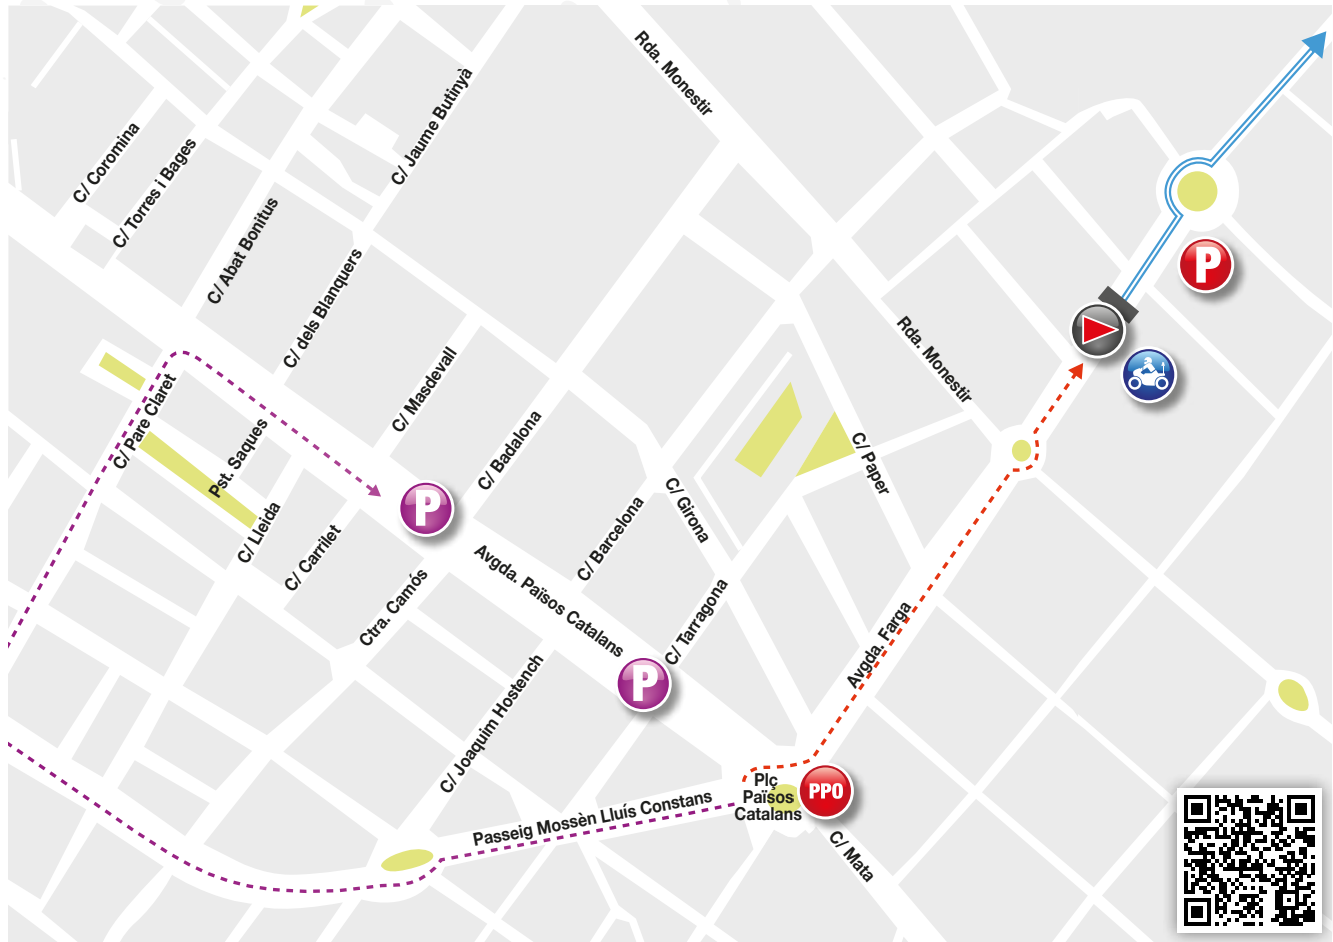 Rda. Monestir
C/ Jaume Butinyà
C/ Coromina
C/ Torres i Bages
C/ Abat Bonitus
C/ dels Blanquers
P
C/ Masdevall
Rda. Monestir
C/ Pare Claret
Pst. Saques
C/ Badalona
C/ Paper
P
C/ Girona
C/ Lleida
C/ Carrilet
C/ Barcelona
Avgda. Països Catalans
Ctra. Camós
C/ Tarragona
Avgda. Farga
P
C/ Joaquim Hostench
Plç
Països
Catalans
PPO
Passeig Mossèn Lluís Constans
C/ Mata